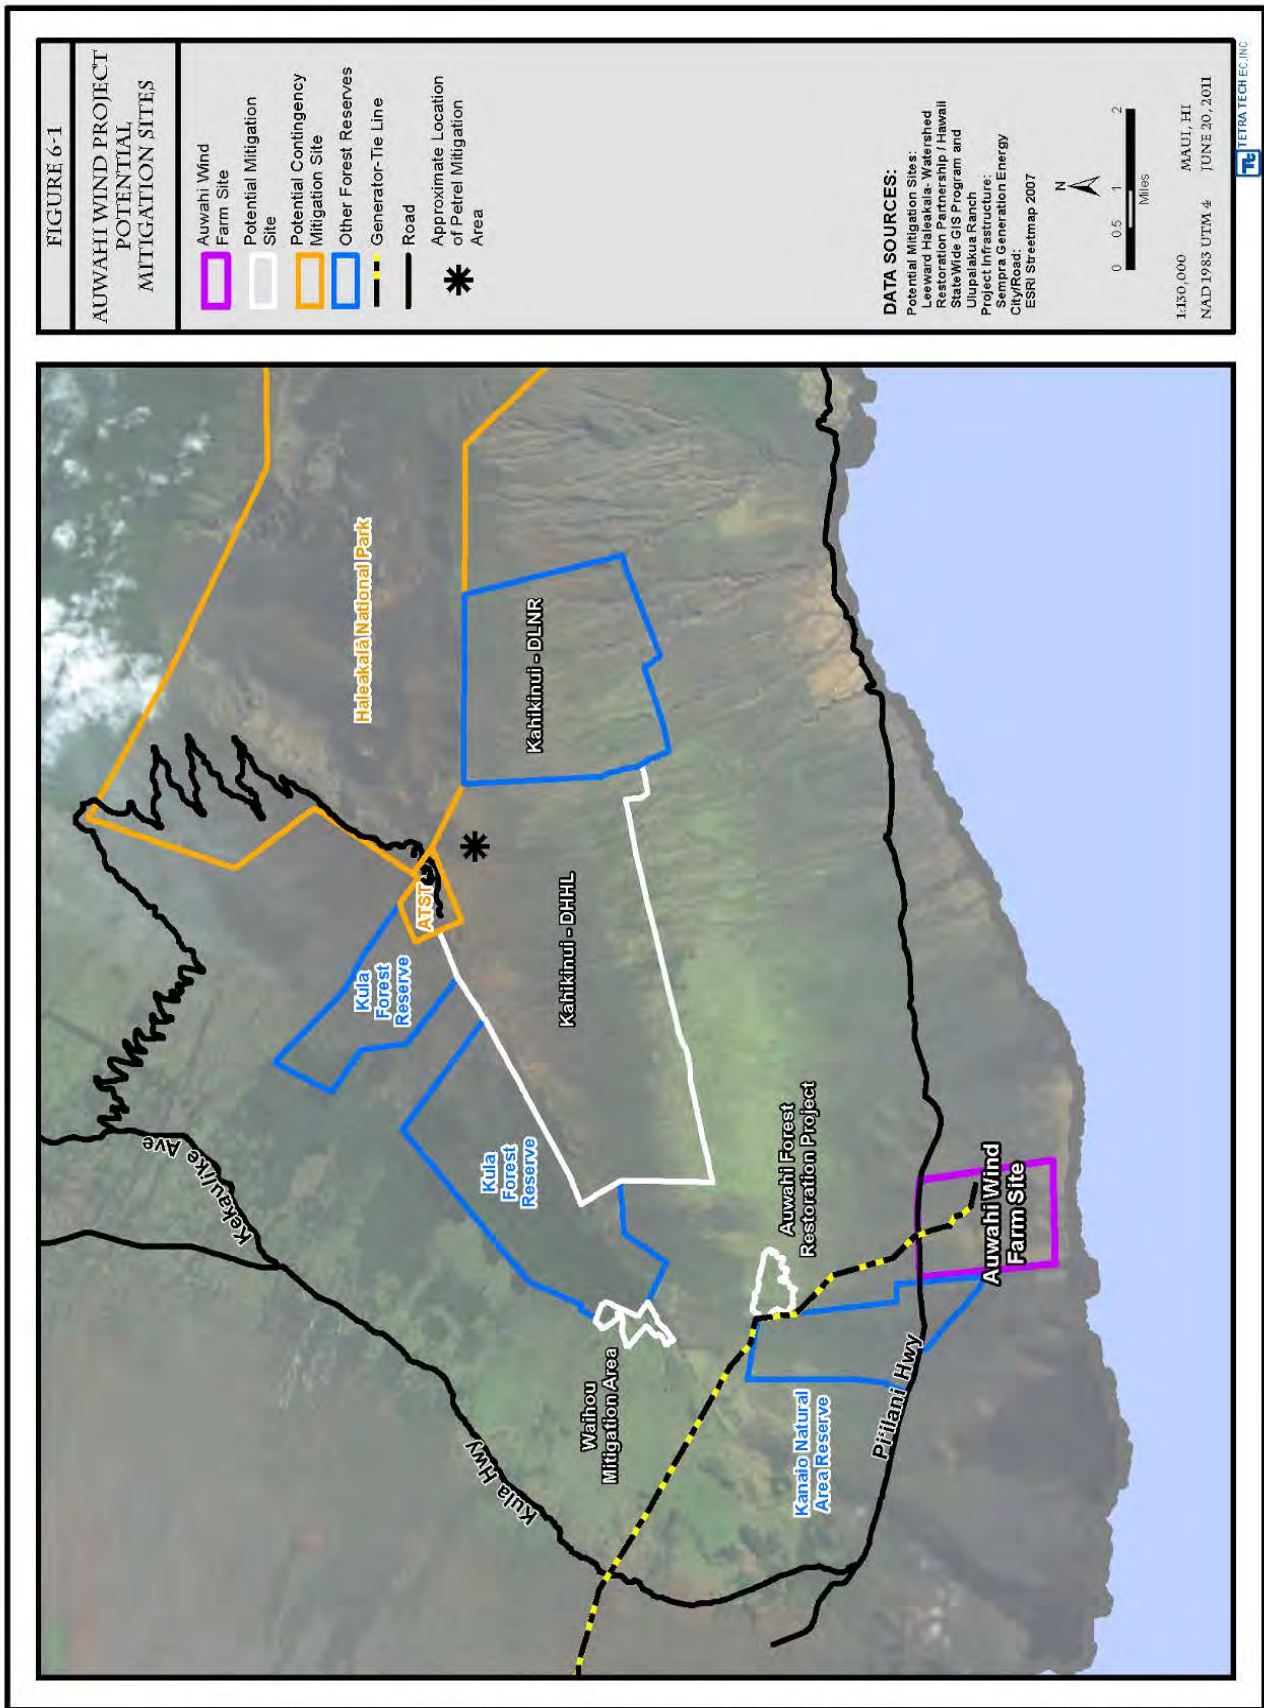 FIGURE 6-1
AUWAHI WIND PROJECT
POTENTIAL
MITIGATION SITES
Auwahi Wind
Farm Site
Potential Mitigation
Site
Potential Contingency
Mitigation Site
Other Forest Reserves
Generator-Tie Line
Road
Approximate Location
of Petrel Mitigation
Area
DATA SOURCES:
Potential Mitigation Sites:
Leeward Haleakala- Watershed
Restoration Partnership / Hawaii
StateWide GIS Program and
Ulupalakua Ranch
Project Infrastructure:
Sempra Generation Energy
City/Road:
ESRI Streetmap 2007
N
0 0.5 1 2
Miles
1:130,000 MAUI, HI
NAD 1983 UTM 4 JUNE 20, 2011
TETRA TECH EC, INC
Haleakalā National Park
Kekaulike Ave
Kula
Forest
Reserve
ATST
Kahikinui - DLNR
Kula
Forest
Reserve
Kahikinui - DHHL
Kula Hwy
Waihou
Mitigation Area
Auwahi Forest
Restoration Project
Kanaio Natural
Area Reserve
Pi'ilani Hwy
Auwahi Wind
Farm Site